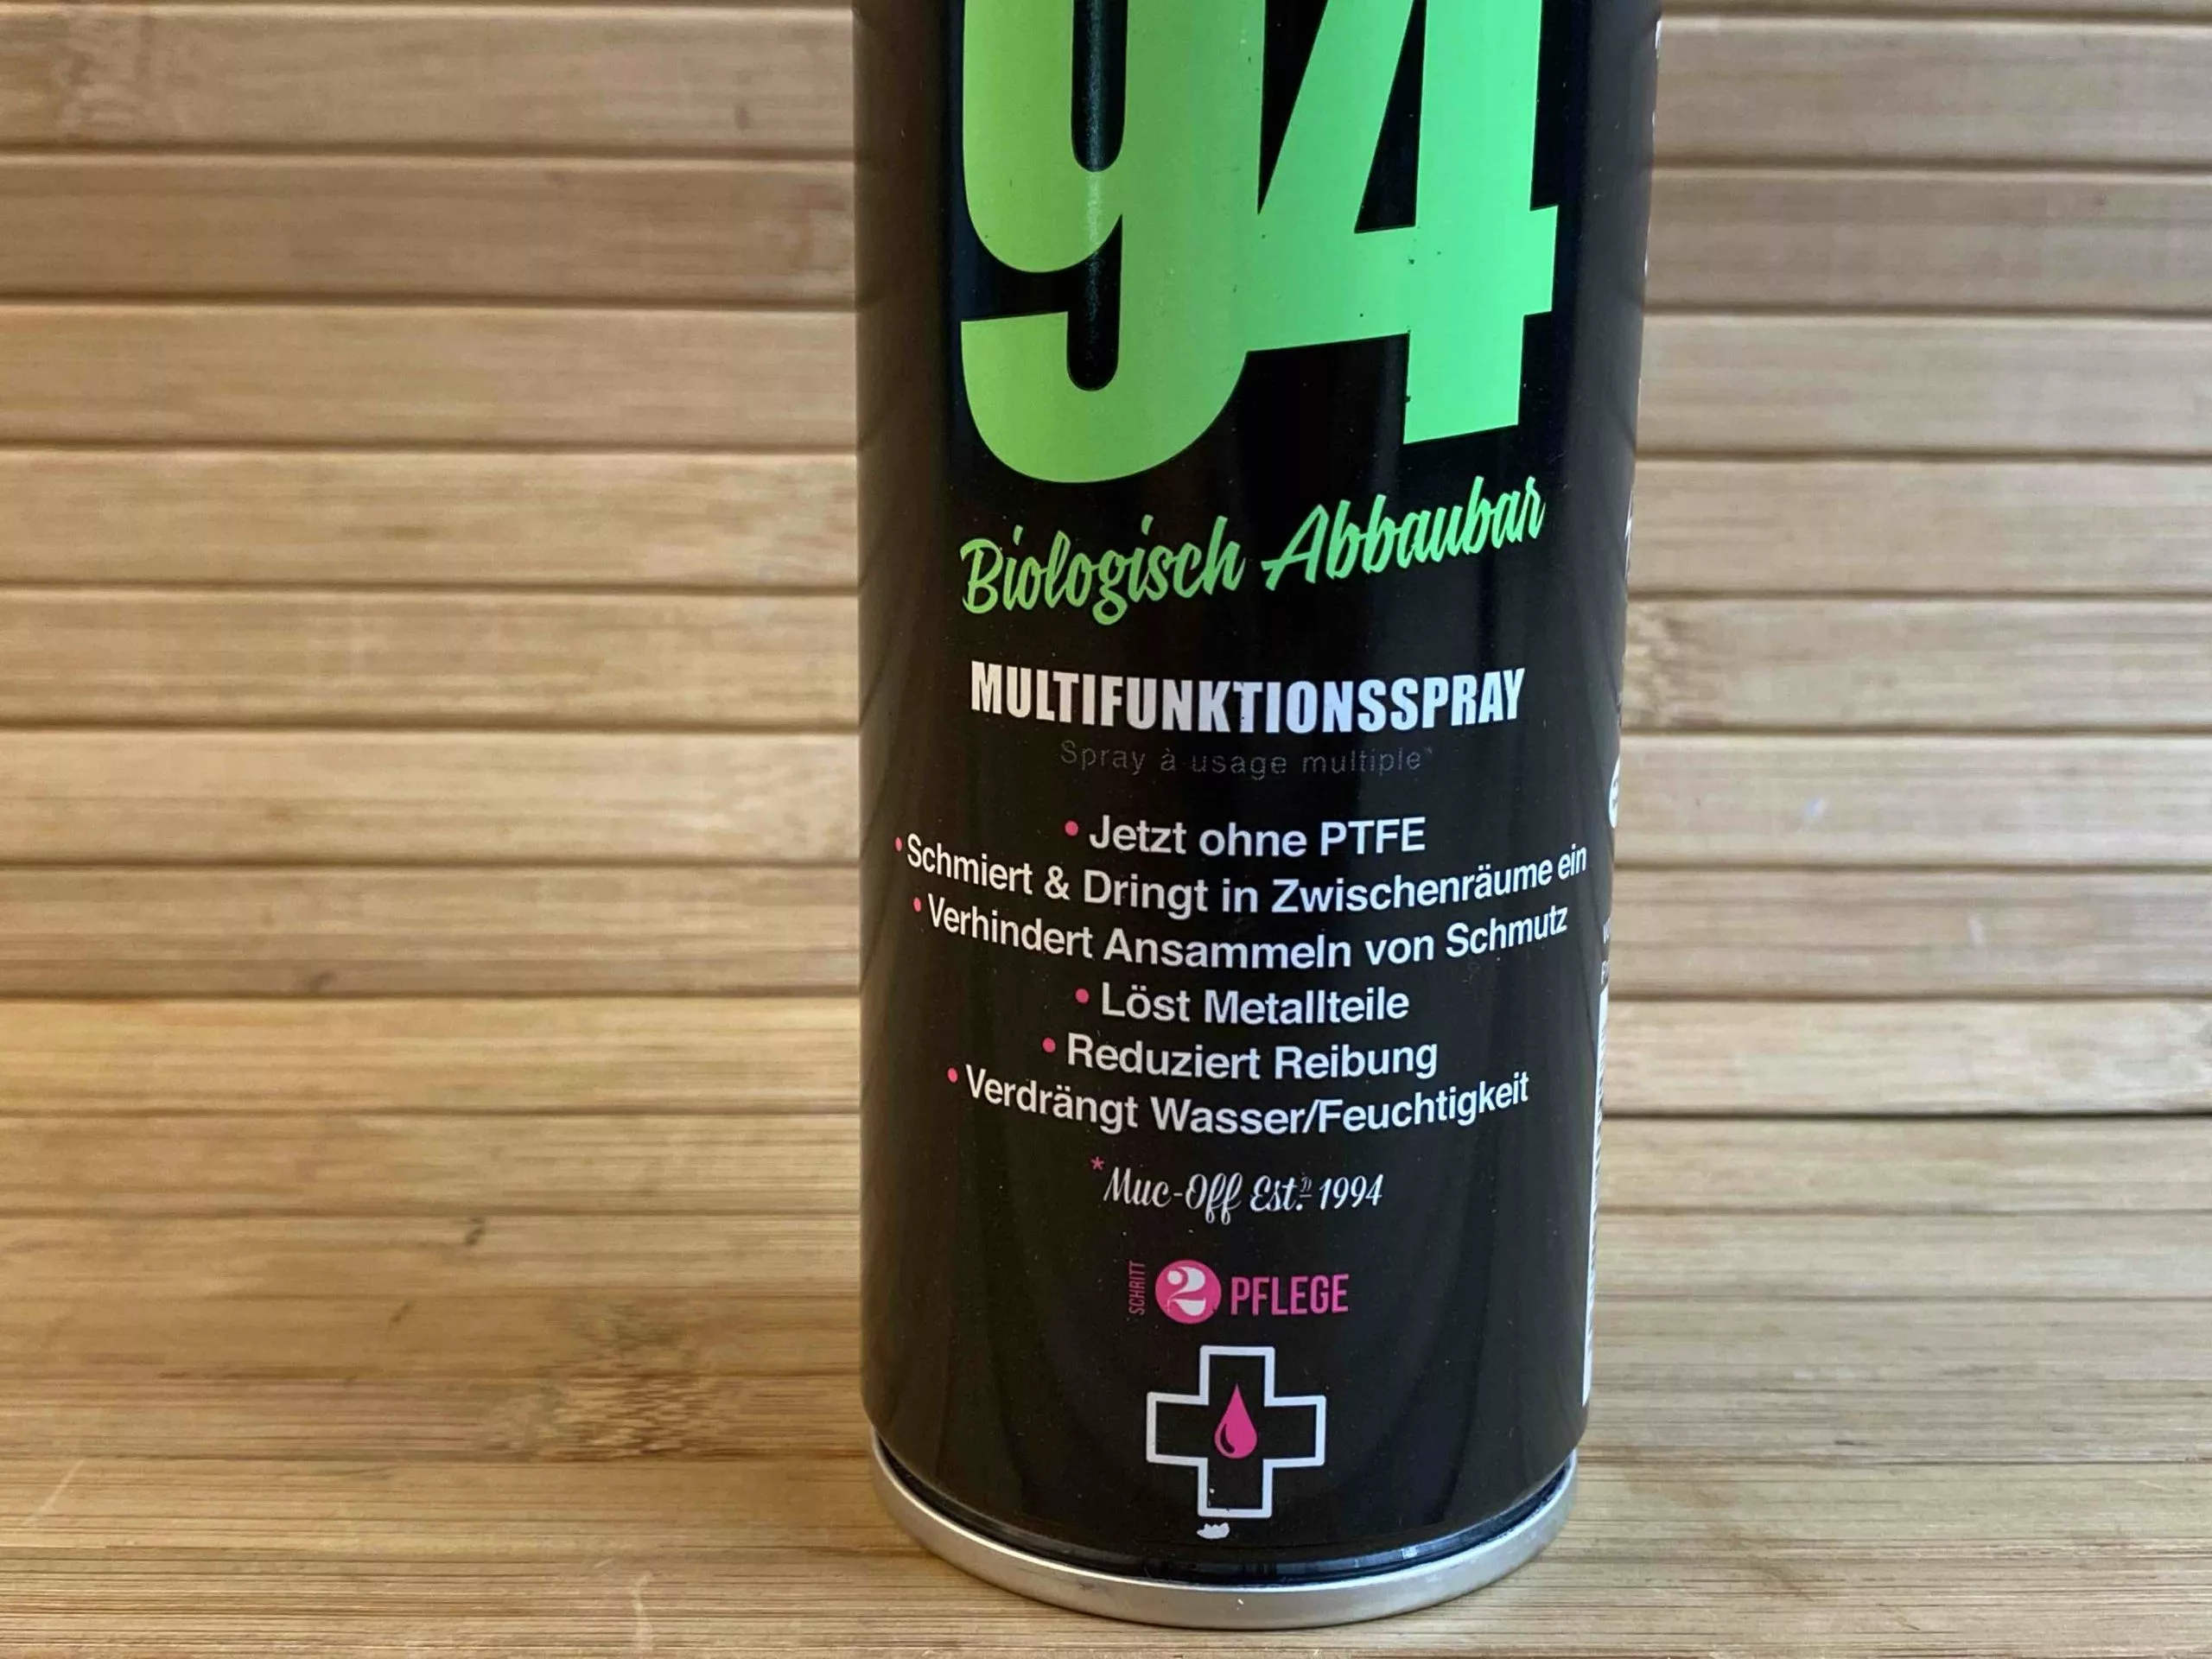 94
Biologisch Abbaubar
MULTIFUNKTIONSSPRAY
Spray à usage multiple*
• Jetzt ohne PTFE
• Schmiert & Dringt in Zwischenräume ein
• Verhindert Ansammeln von Schmutz
• Löst Metallteile
• Reduziert Reibung
• Verdrängt Wasser/Feuchtigkeit
*Muc-Off Est.D 1994
SCHRITT 2 PFLEGE